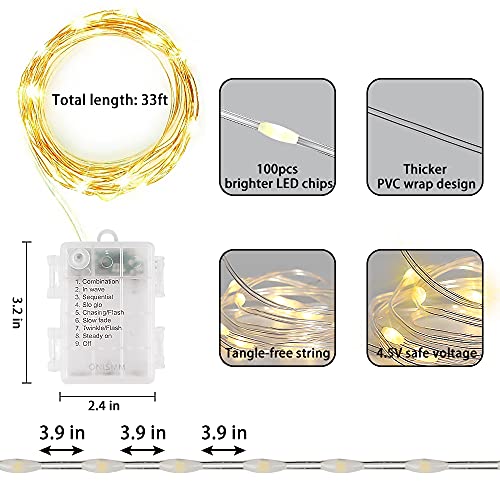 Total length: 33ft
100pcs
brighter LED chips
Thicker
PVC wrap design
3.2 in
1. Combination
2. In wave
3. Sequential
4. Slo glo
5. Chasing/Flash
6. Slow fade
7. Twinkle/Flash
8. Steady on
9. Off
ONISMM
2.4 in
Tangle-free string
4.5V safe voltage
3.9 in
3.9 in
3.9 in